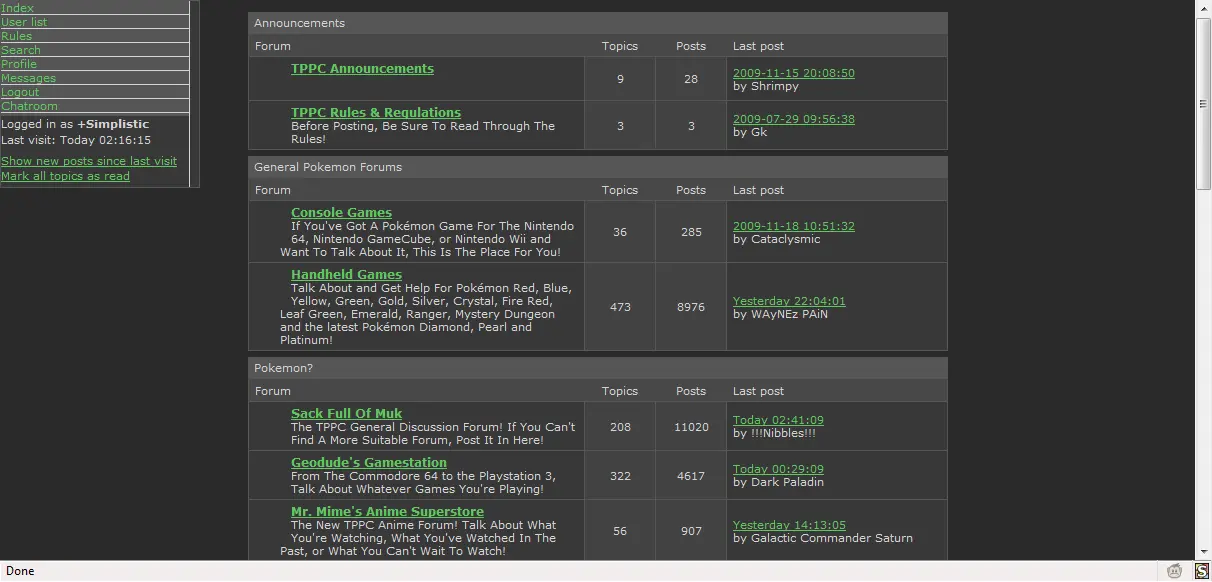 Index
User list
Rules
Search
Profile
Messages
Logout
Chatroom
Logged in as +Simplistic
Last visit: Today 02:16:15
Show new posts since last visit
Mark all topics as read
Announcements
Forum Topics Posts Last post
TPPC Announcements
9 28 2009-11-15 20:08:50
by Shrimpy
TPPC Rules & Regulations
Before Posting, Be Sure To Read Through The
Rules!
3 3 2009-07-29 09:56:38
by Gk
General Pokemon Forums
Forum Topics Posts Last post
Console Games
If You've Got A Pokémon Game For The Nintendo
64, Nintendo GameCube, or Nintendo Wii and
Want To Talk About It, This Is The Place For You!
36 285 2009-11-18 10:51:32
by Cataclysmic
Handheld Games
Talk About and Get Help For Pokémon Red, Blue,
Yellow, Green, Gold, Silver, Crystal, Fire Red,
Leaf Green, Emerald, Ranger, Mystery Dungeon
and the latest Pokémon Diamond, Pearl and
Platinum!
473 8976 Yesterday 22:04:01
by WAyNEz PAiN
Pokemon?
Forum Topics Posts Last post
Sack Full Of Muk
The TPPC General Discussion Forum! If You Can't
Find A More Suitable Forum, Post It In Here!
208 11020 Today 02:41:09
by !!!Nibbles!!!
Geodude's Gamestation
From The Commodore 64 to the Playstation 3,
Talk About Whatever Games You're Playing!
322 4617 Today 00:29:09
by Dark Paladin
Mr. Mime's Anime Superstore
The New TPPC Anime Forum! Talk About What
You're Watching, What You've Watched In The
Past, or What You Can't Wait To Watch!
56 907 Yesterday 14:13:05
by Galactic Commander Saturn
Done
S